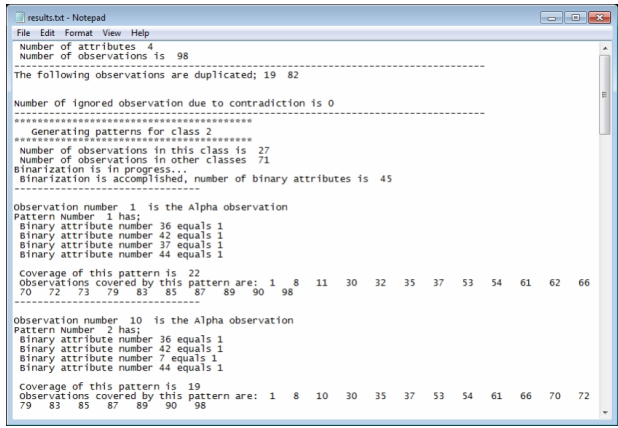 results.txt - Notepad
File Edit Format View Help
Number of attributes 4
Number of observations is 98
------------------------------------------------------------------------
The following observations are duplicated; 19 82
Number of ignored observation due to contradiction is 0
------------------------------------------------------------------------
*****************************************
Generating patterns for class 2
*****************************************
Number of observations in this class is 27
Number of observations in other classes 71
Binarization is in progress...
Binarization is accomplished, number of binary attributes is 45
--------------------------------
Observation number 1 is the Alpha observation
Pattern Number 1 has;
Binary attribute number 36 equals 1
Binary attribute number 42 equals 1
Binary attribute number 37 equals 1
Binary attribute number 44 equals 1
Coverage of this pattern is 22
Observations covered by this pattern are: 1 8 11 30 32 35 37 53 54 61 62 66
70 72 73 79 83 85 87 89 90 98
--------------------------------
Observation number 10 is the Alpha observation
Pattern Number 2 has;
Binary attribute number 36 equals 1
Binary attribute number 42 equals 1
Binary attribute number 7 equals 1
Binary attribute number 44 equals 1
Coverage of this pattern is 19
Observations covered by this pattern are: 1 8 10 30 35 37 53 54 61 66 70 72
79 83 85 87 89 90 98